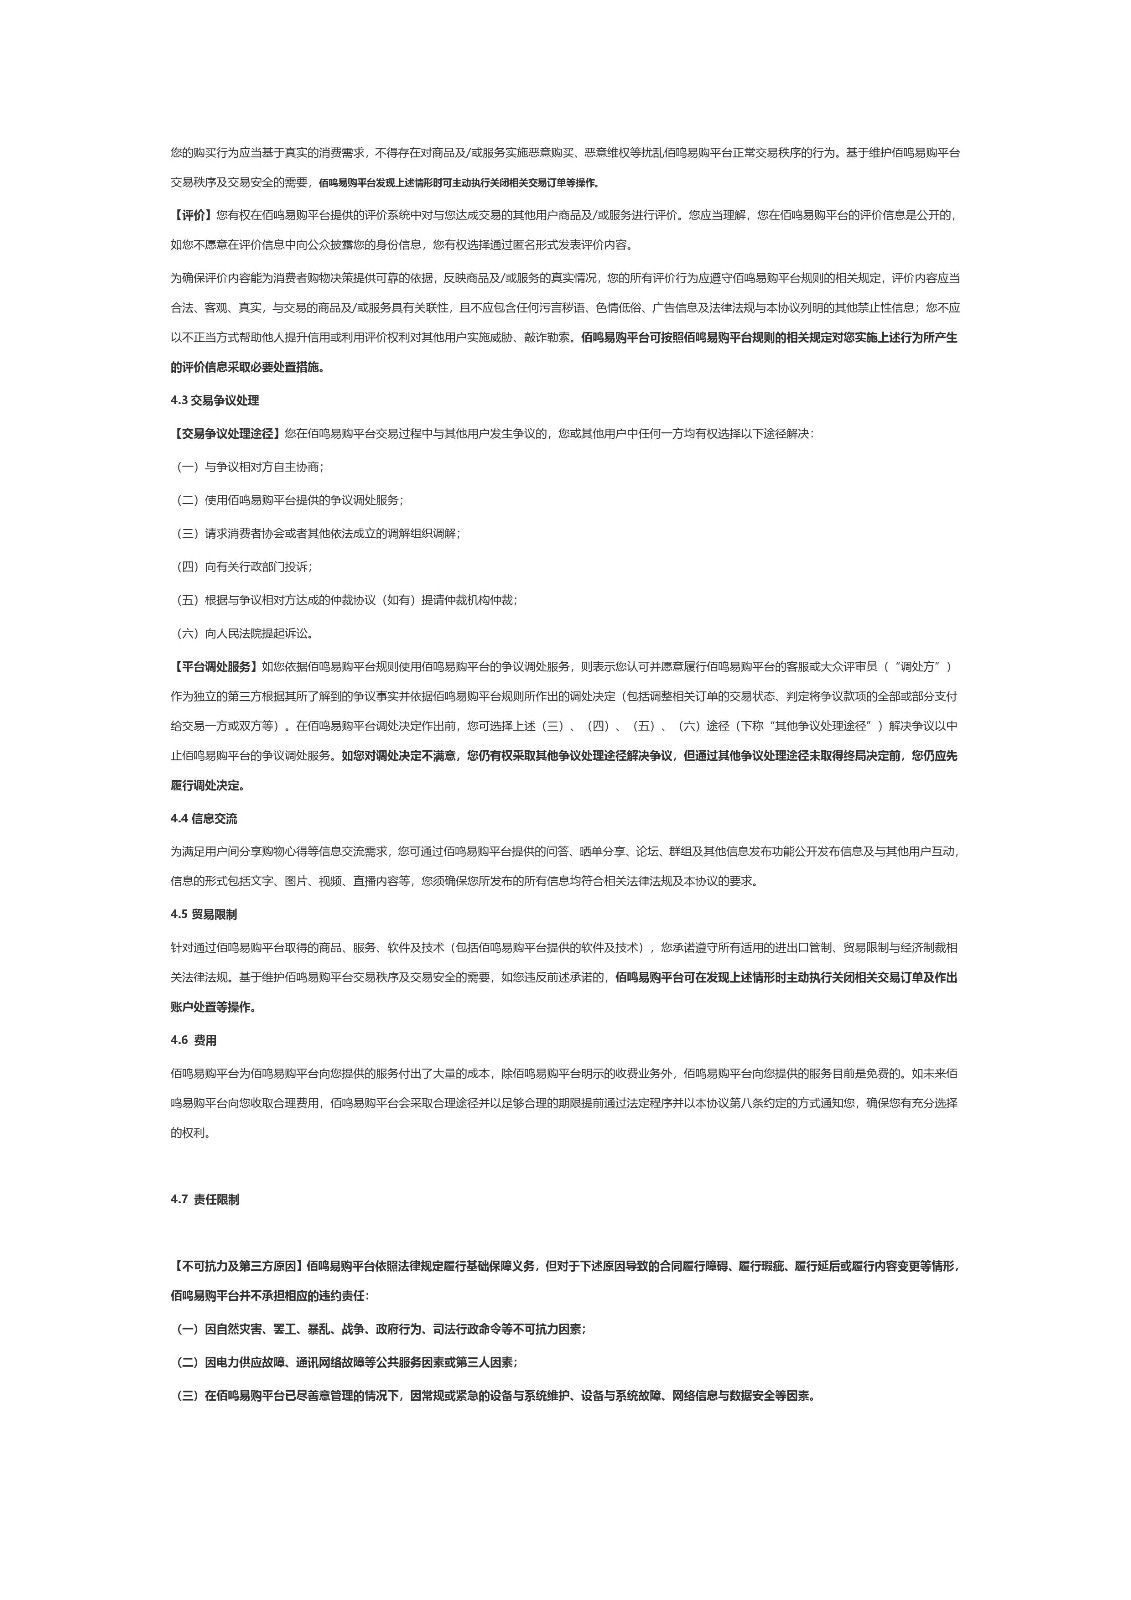 您的购买行为应当基于真实的消费需求，不得存在对商品及/或服务实施恶意购买、恶意维权等扰乱佰鸣易购平台正常交易秩序的行为。基于维护佰鸣易购平台
交易秩序及交易安全的需要，佰鸣易购平台发现上述情形时可主动执行关闭相关交易订单等操作。
【评价】您有权在佰鸣易购平台提供的评价系统中对与您达成交易的其他用户商品及/或服务进行评价。您应当理解，您在佰鸣易购平台的评价信息是公开的，
如您不愿意在评价信息中向公众披露您的身份信息，您有权选择通过匿名形式发表评价内容。
为确保评价内容能为消费者购物决策提供可靠的依据，反映商品及/或服务的真实情况，您的所有评价行为应遵守佰鸣易购平台规则的相关规定，评价内容应当
合法、客观、真实，与交易的商品及/或服务具有关联性，且不应包含任何污言秽语、色情低俗、广告信息及法律法规与本协议列明的其他禁止性信息；您不应
以不正当方式帮助他人提升信用或利用评价权利对其他用户实施威胁、敲诈勒索。佰鸣易购平台可按照佰鸣易购平台规则的相关规定对您实施上述行为所产生
的评价信息采取必要处置措施。
4.3 交易争议处理
【交易争议处理途径】您在佰鸣易购平台交易过程中与其他用户发生争议的，您或其他用户中任何一方均有权选择以下途径解决：
（一）与争议相对方自主协商；
（二）使用佰鸣易购平台提供的争议调处服务；
（三）请求消费者协会或者其他依法成立的调解组织调解；
（四）向有关行政部门投诉；
（五）根据与争议相对方达成的仲裁协议（如有）提请仲裁机构仲裁；
（六）向人民法院提起诉讼。
【平台调处服务】如您依据佰鸣易购平台规则使用佰鸣易购平台的争议调处服务，则表示您认可并愿意履行佰鸣易购平台的客服或大众评审员（“调处方”）
作为独立的第三方根据其所了解到的争议事实并依据佰鸣易购平台规则所作出的调处决定（包括调整相关订单的交易状态、判定将争议款项的全部或部分支付
给交易一方或双方等）。在佰鸣易购平台调处决定作出前，您可选择上述（三）、（四）、（五）、（六）途径（下称“其他争议处理途径”）解决争议以中
止佰鸣易购平台的争议调处服务。如您对调处决定不满意，您仍有权采取其他争议处理途径解决争议，但通过其他争议处理途径未取得终局决定前，您仍应先
履行调处决定。
4.4 信息交流
为满足用户间分享购物心得等信息交流需求，您可通过佰鸣易购平台提供的问答、晒单分享、论坛、群组及其他信息发布功能公开发布信息及与其他用户互动，
信息的形式包括文字、图片、视频、直播内容等，您须确保您所发布的所有信息均符合相关法律法规及本协议的要求。
4.5 贸易限制
针对通过佰鸣易购平台取得的商品、服务、软件及技术（包括佰鸣易购平台提供的软件及技术），您承诺遵守所有适用的进出口管制、贸易限制与经济制裁相
关法律法规。基于维护佰鸣易购平台交易秩序及交易安全的需要，如您违反前述承诺的，佰鸣易购平台可在发现上述情形时主动执行关闭相关交易订单及作出
账户处置等操作。
4.6 费用
佰鸣易购平台为佰鸣易购平台向您提供的服务付出了大量的成本，除佰鸣易购平台明示的收费业务外，佰鸣易购平台向您提供的服务目前是免费的。如未来佰
鸣易购平台向您收取合理费用，佰鸣易购平台会采取合理途径并以足够合理的期限提前通过法定程序并以本协议第八条约定的方式通知您，确保您有充分选择
的权利。
4.7 责任限制
【不可抗力及第三方原因】佰鸣易购平台依照法律规定履行基础保障义务，但对于下述原因导致的合同履行障碍、履行瑕疵、履行延后或履行内容变更等情形，
佰鸣易购平台并不承担相应的违约责任：
（一）因自然灾害、罢工、暴乱、战争、政府行为、司法行政命令等不可抗力因素；
（二）因电力供应故障、通讯网络故障等公共服务因素或第三人因素；
（三）在佰鸣易购平台已尽善意管理的情况下，因常规或紧急的设备与系统维护、设备与系统故障、网络信息与数据安全等因素。